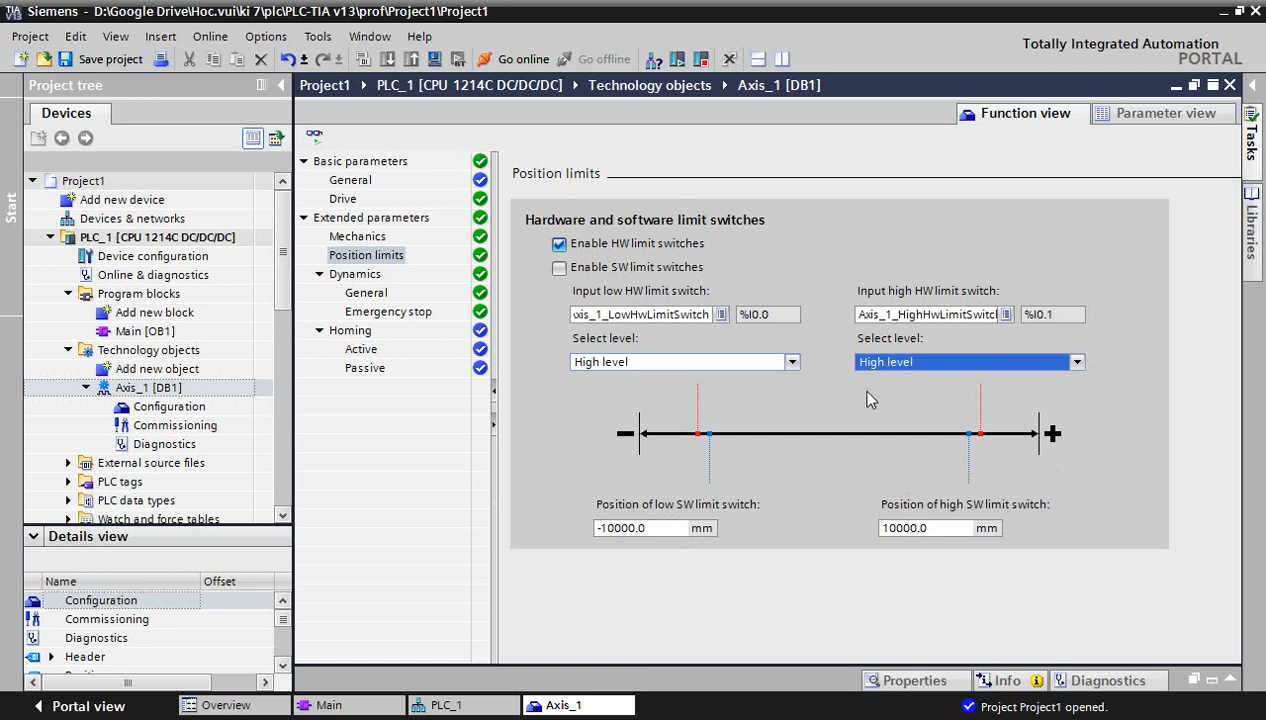 TIA V13 Siemens - D:\Google Drive\Hoc.vui\ki 7\plc\PLC-TIA v13\prof\Project1\Project1
Project Edit View Insert Online Options Tools Window Help
Totally Integrated Automation
PORTAL
Save project Go online Go offline
Project tree
Project1 PLC_1 [CPU 1214C DC/DC/DC] Technology objects Axis_1 [DB1]
Devices
Function view Parameter view
Start
Tasks
Libraries
Project1
Add new device
Devices & networks
PLC_1 [CPU 1214C DC/DC/DC]
Device configuration
Online & diagnostics
Program blocks
Add new block
Main [OB1]
Technology objects
Add new object
Axis_1 [DB1]
Configuration
Commissioning
Diagnostics
External source files
PLC tags
PLC data types
Watch and force tables
Details view
Name Offset
Configuration
Commissioning
Diagnostics
Header
Basic parameters
General
Drive
Extended parameters
Mechanics
Position limits
Dynamics
General
Emergency stop
Homing
Active
Passive
Position limits
Hardware and software limit switches
Enable HW limit switches
Enable SW limit switches
Input low HW limit switch: Input high HW limit switch:
xis_1_LowHwLimitSwitch %I0.0 Axis_1_HighHwLimitSwitcl %I0.1
Select level: Select level:
High level High level
− +
Position of low SW limit switch: Position of high SW limit switch:
-10000.0 mm 10000.0 mm
Properties Info Diagnostics
Portal view Overview Main PLC_1 Axis_1 Project Project1 opened.